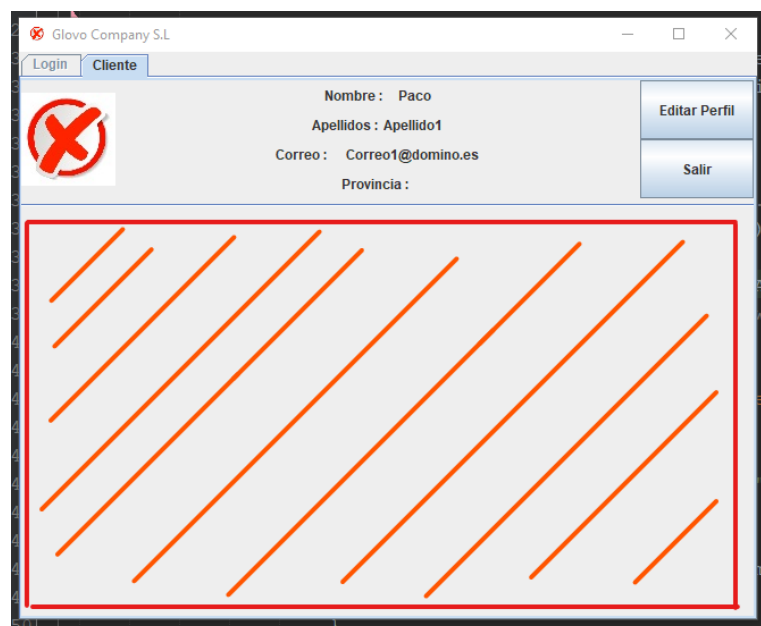 Glovo Company S.L
Login Cliente
Nombre : Paco
Apellidos : Apellido1
Correo : Correo1@domino.es
Provincia :
Editar Perfil
Salir